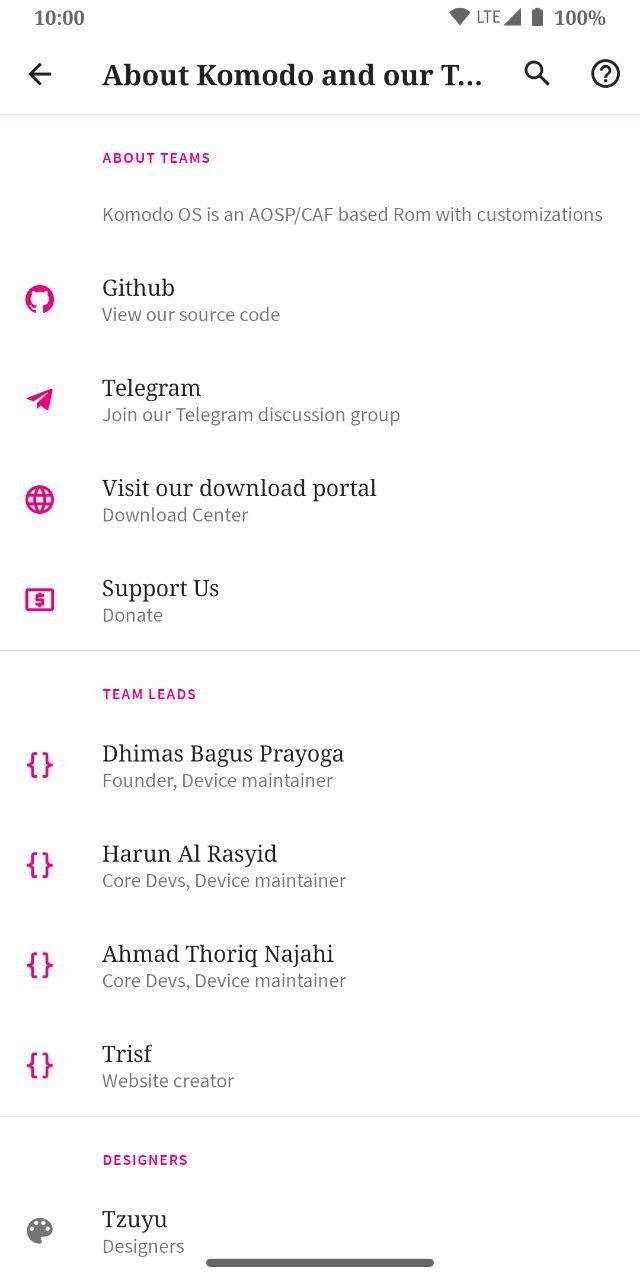 10:00 LTE 100%
About Komodo and our T...
ABOUT TEAMS
Komodo OS is an AOSP/CAF based Rom with customizations
Github
View our source code
Telegram
Join our Telegram discussion group
Visit our download portal
Download Center
Support Us
Donate
TEAM LEADS
Dhimas Bagus Prayoga
Founder, Device maintainer
Harun Al Rasyid
Core Devs, Device maintainer
Ahmad Thoriq Najahi
Core Devs, Device maintainer
Trisf
Website creator
DESIGNERS
Tzuyu
Designers